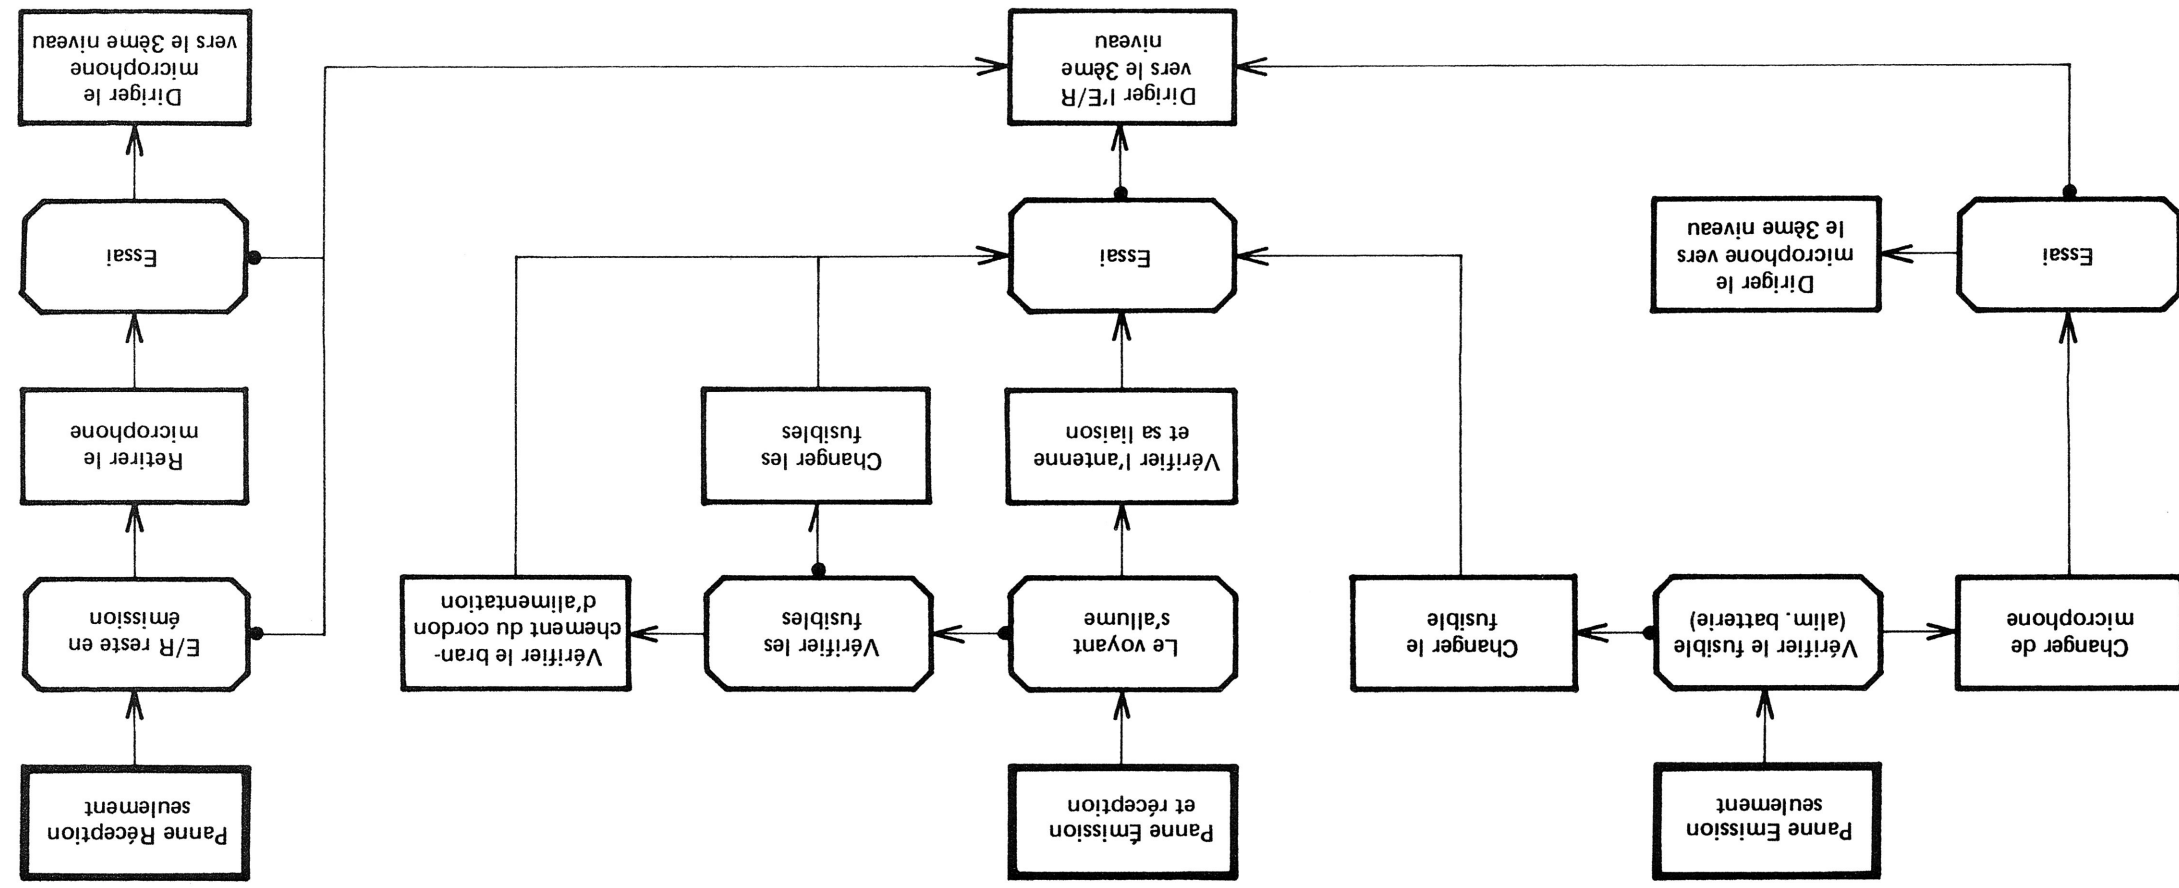 Panne Emission
seulement
Panne Émission
et réception
Panne Réception
seulement
Changer de
microphone
Vérifier le fusible
(alim. batterie)
Changer le
fusible
Le voyant
s'allume
Vérifier les
fusibles
Vérifier le bran-
chement du cordon
d'alimentation
E/R reste en
émission
Vérifier l'antenne
et sa liaison
Changer les
fusibles
Retirer le
microphone
Essai
Diriger le
microphone vers
le 3ème niveau
Essai
Essai
Diriger l'E/R
vers le 3ème
niveau
Diriger le
microphone
vers le 3ème niveau